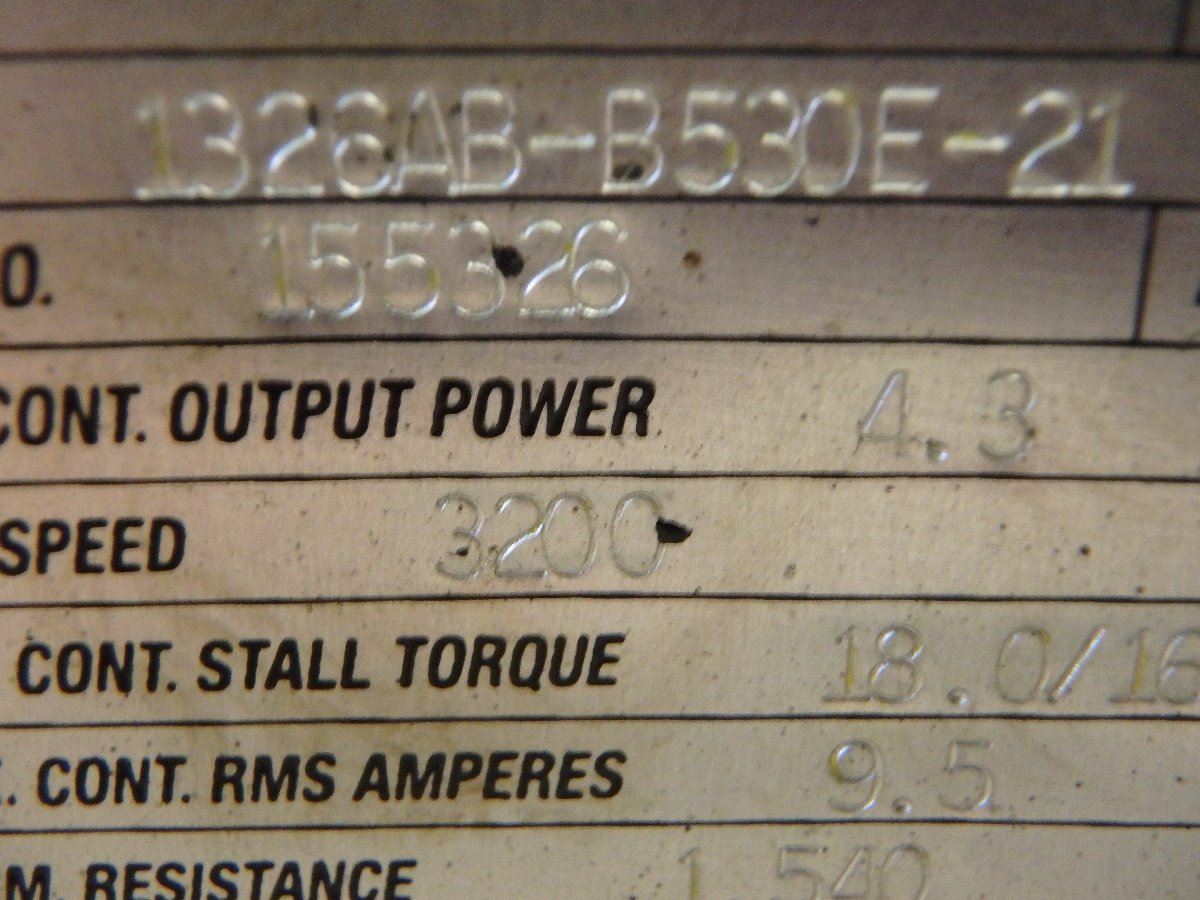 1326AB-B530E-21
O. 155326
CONT. OUTPUT POWER 4.3
SPEED 3200
CONT. STALL TORQUE 18.0/16
. CONT. RMS AMPERES 9.5
M. RESISTANCE 1.540